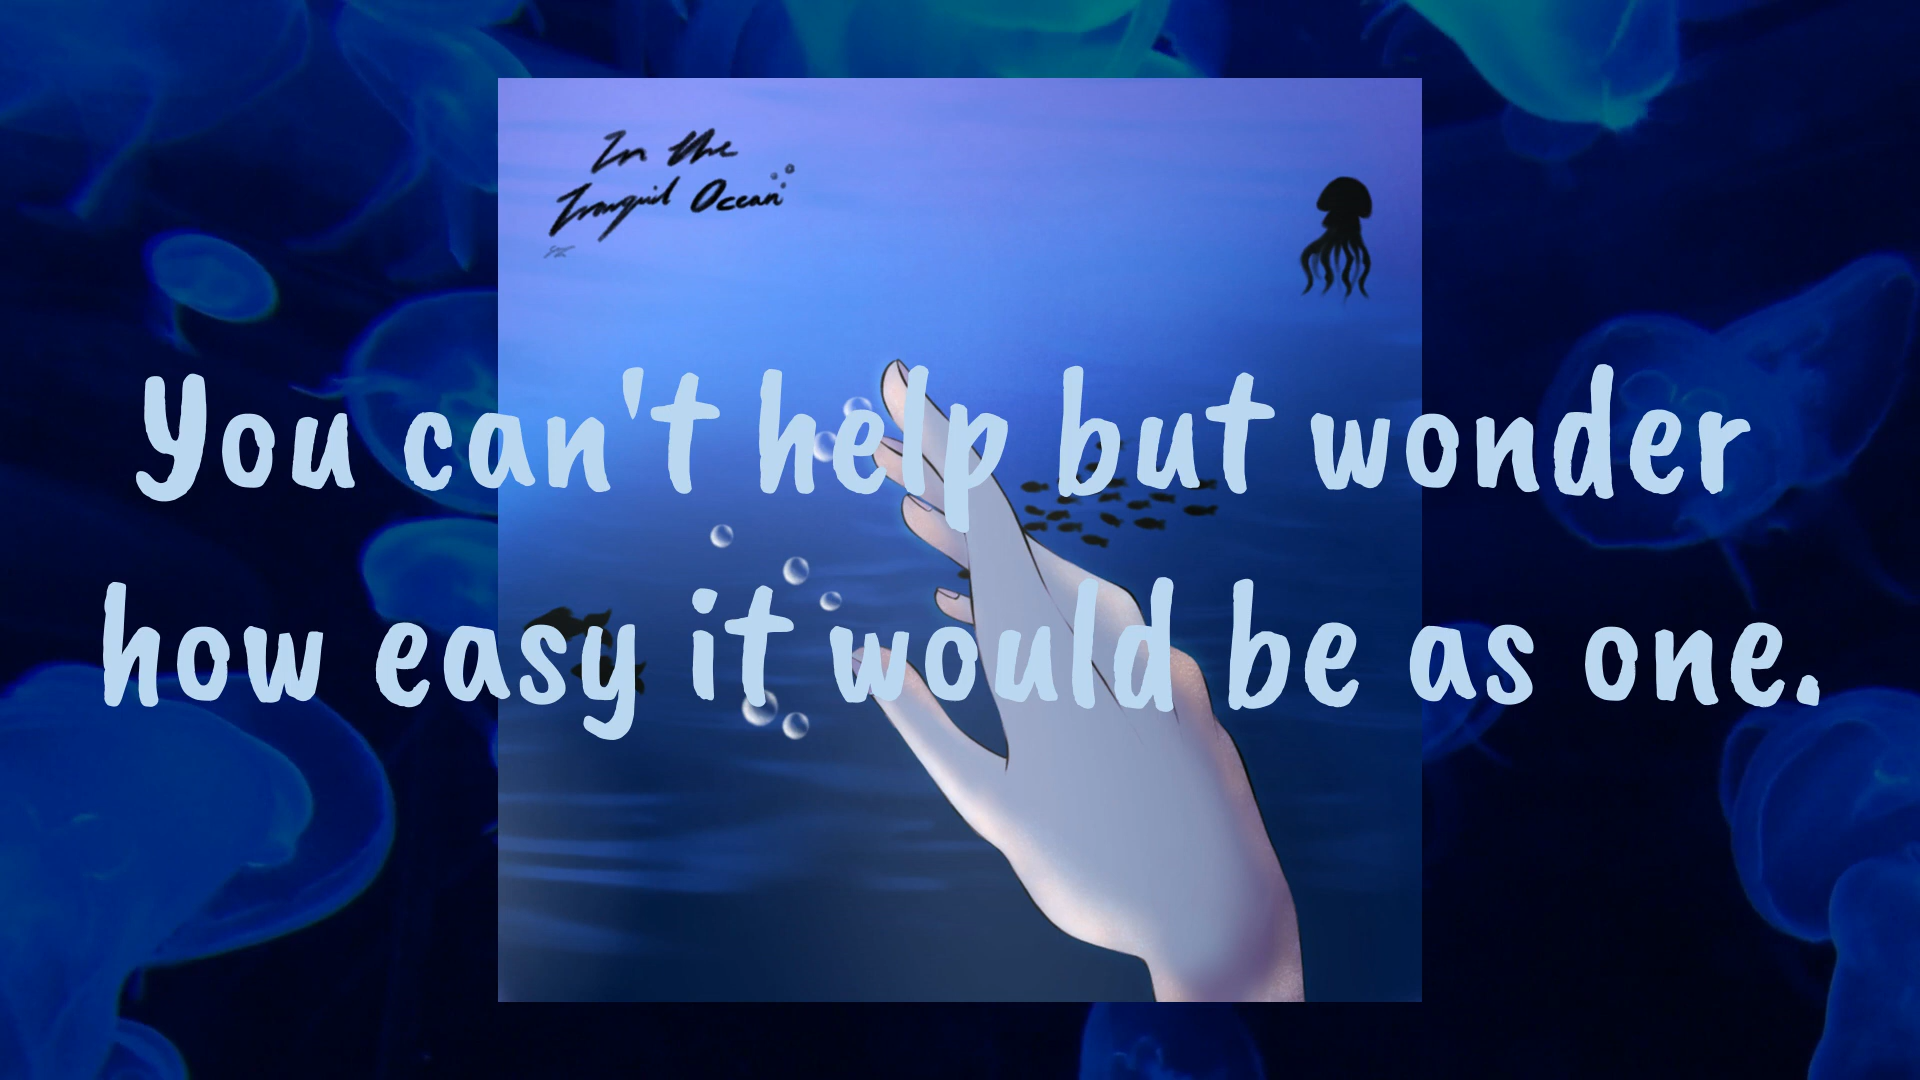 In the
Tranquil Ocean
You can't help but wonder
how easy it would be as one.